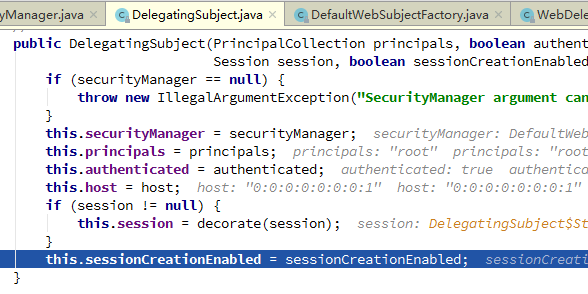 yManager.java × DelegatingSubject.java × DefaultWebSubjectFactory.java × WebDele
public DelegatingSubject(PrincipalCollection principals, boolean authent
Session session, boolean sessionCreationEnabled
if (securityManager == null) {
throw new IllegalArgumentException("SecurityManager argument can
}
this.securityManager = securityManager; securityManager: DefaultWeb
this.principals = principals; principals: "root" principals: "root
this.authenticated = authenticated; authenticated: true authentica
this.host = host; host: "0:0:0:0:0:0:0:1" host: "0:0:0:0:0:0:0:1"
if (session != null) {
this.session = decorate(session); session: DelegatingSubject$St
}
this.sessionCreationEnabled = sessionCreationEnabled; sessionCreati
}